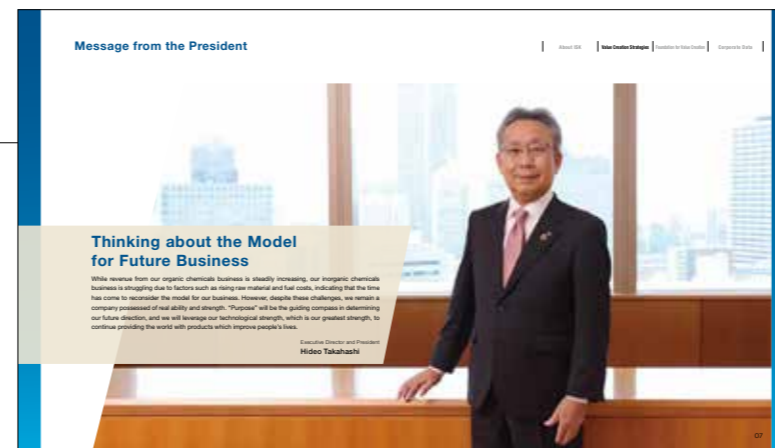 Message from the President
About ISK
Value Creation Strategies
Foundation for Value Creation
Corporate Data
Thinking about the Model
for Future Business
While revenue from our organic chemicals business is steadily increasing, our inorganic chemicals
business is struggling due to factors such as rising raw material and fuel costs, indicating that the time
has come to reconsider the model for our business. However, despite these challenges, we remain a
company possessed of real ability and strength. “Purpose” will be the guiding compass in determining
our future direction, and we will leverage our technological strength, which is our greatest strength, to
continue providing the world with products which improve people's lives.
Executive Director and President
Hideo Takahashi
07